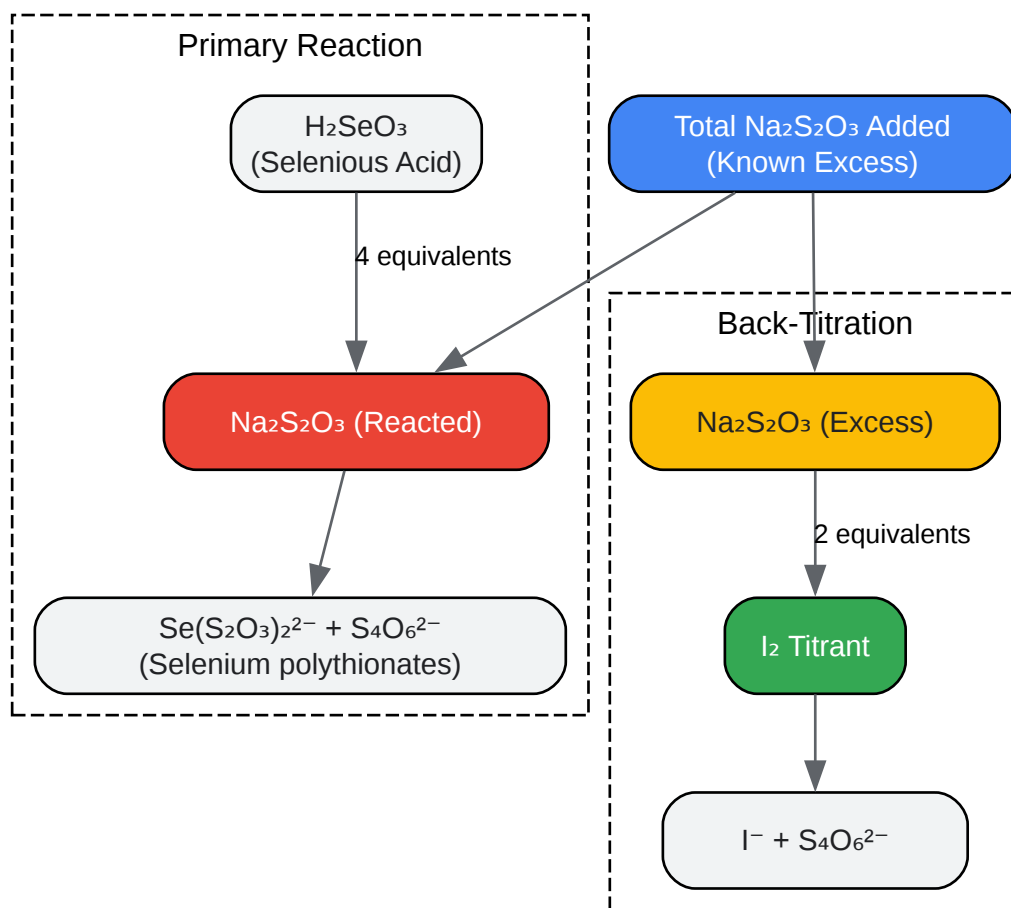 Primary Reaction
H₂SeO₃
(Selenious Acid)
Total Na₂S₂O₃ Added
(Known Excess)
4 equivalents
Back-Titration
Na₂S₂O₃ (Reacted)
Na₂S₂O₃ (Excess)
2 equivalents
Se(S₂O₃)₂²⁻ + S₄O₆²⁻
(Selenium polythionates)
I₂ Titrant
I⁻ + S₄O₆²⁻